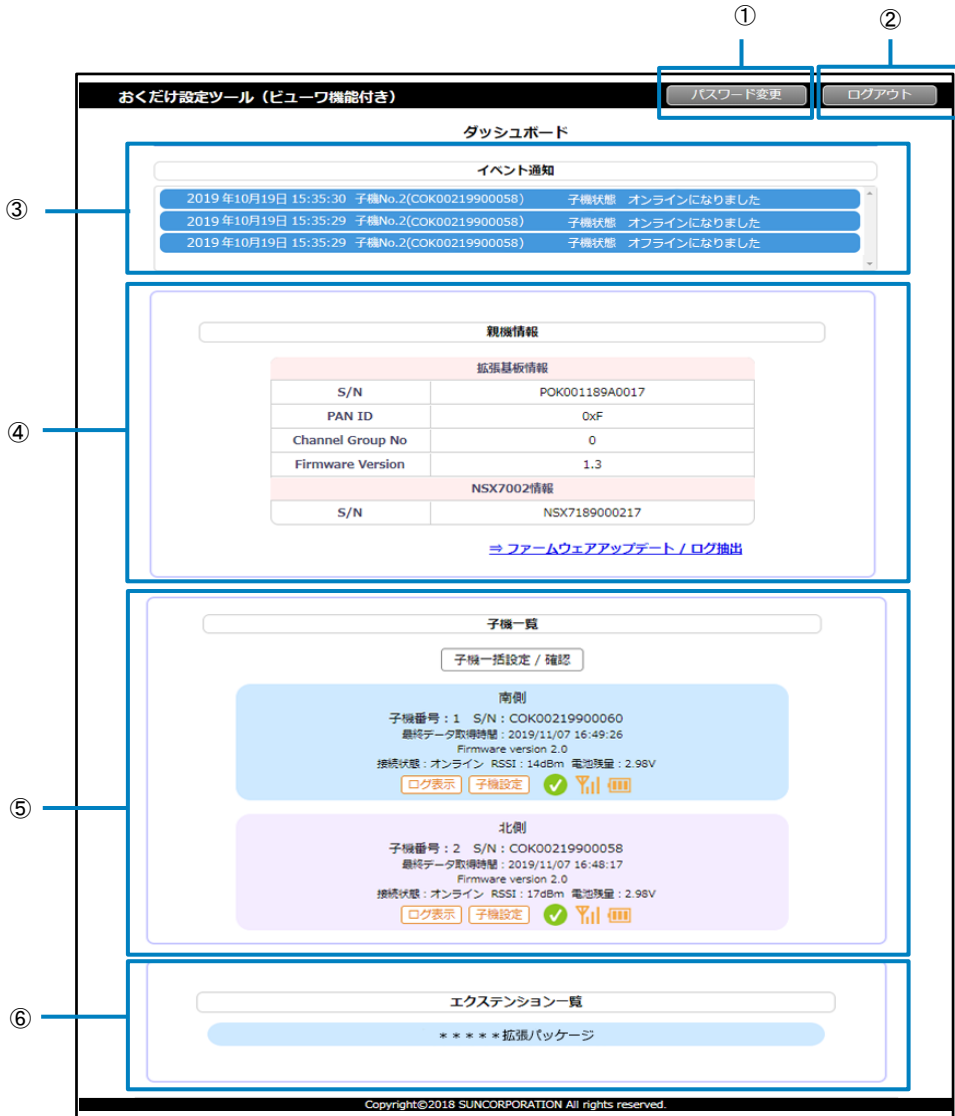 ① ②
おくだけ設定ツール（ビューワ機能付き） パスワード変更 ログアウト
ダッシュボード
③
イベント通知
2019年10月19日 15:35:30 子機No.2(COK00219900058) 子機状態 オンラインになりました
2019年10月19日 15:35:29 子機No.2(COK00219900058) 子機状態 オンラインになりました
2019年10月19日 15:35:29 子機No.2(COK00219900058) 子機状態 オフラインになりました
④
親機情報
拡張基板情報
S/N POK001189A0017
PAN ID 0xF
Channel Group No 0
Firmware Version 1.3
NSX7002情報
S/N NSX7189000217
⇒ ファームウェアアップデート / ログ抽出
⑤
子機一覧
子機一括設定 / 確認
南側
子機番号：1 S/N：COK00219900060
最終データ取得時間：2019/11/07 16:49:26
Firmware version 2.0
接続状態：オンライン RSSI：14dBm 電池残量：2.98V
ログ表示 子機設定
北側
子機番号：2 S/N：COK00219900058
最終データ取得時間：2019/11/07 16:48:17
Firmware version 2.0
接続状態：オンライン RSSI：17dBm 電池残量：2.98V
ログ表示 子機設定
⑥
エクステンション一覧
＊＊＊＊＊拡張パッケージ
Copyright©2018 SUNCORPORATION All rights reserved.